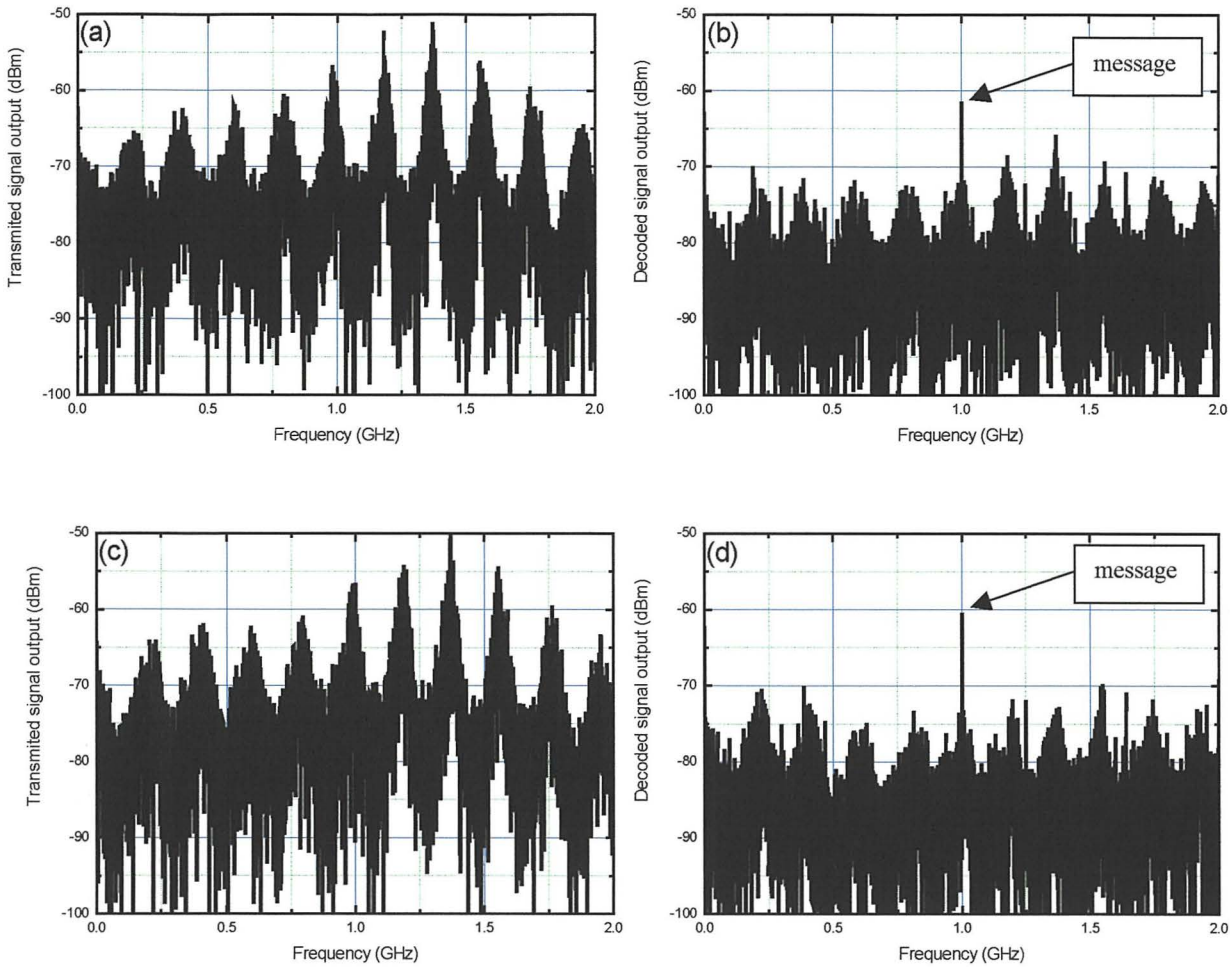 (a)
Transmited signal output (dBm)
-50
-60
-70
-80
-90
-100
0.0 0.5 1.0 1.5 2.0
Frequency (GHz)
(b)
message
Decoded signal output (dBm)
-50
-60
-70
-80
-90
-100
0.0 0.5 1.0 1.5 2.0
Frequency (GHz)
(c)
Transmited signal output (dBm)
-50
-60
-70
-80
-90
-100
0.0 0.5 1.0 1.5 2.0
Frequency (GHz)
(d)
message
Decoded signal output (dBm)
-50
-60
-70
-80
-90
-100
0.0 0.5 1.0 1.5 2.0
Frequency (GHz)